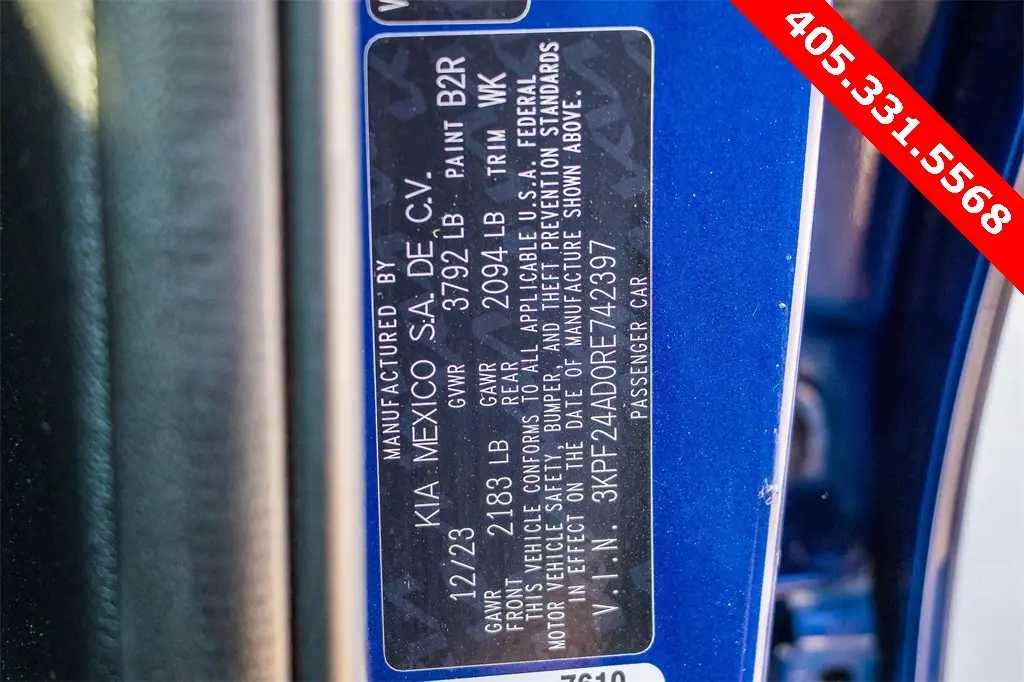 405.331.5568
MANUFACTURED BY
KIA MEXICO S.A. DE C.V.
12/23 GVWR 3792 LB PAINT B2R
GAWR FRONT 2183 LB GAWR REAR 2094 LB TRIM WK
THIS VEHICLE CONFORMS TO ALL APPLICABLE U.S.A. FEDERAL
MOTOR VEHICLE SAFETY, BUMPER, AND THEFT PREVENTION STANDARDS
IN EFFECT ON THE DATE OF MANUFACTURE SHOWN ABOVE.
V.I.N. 3KPF24AD0RE742397
PASSENGER CAR